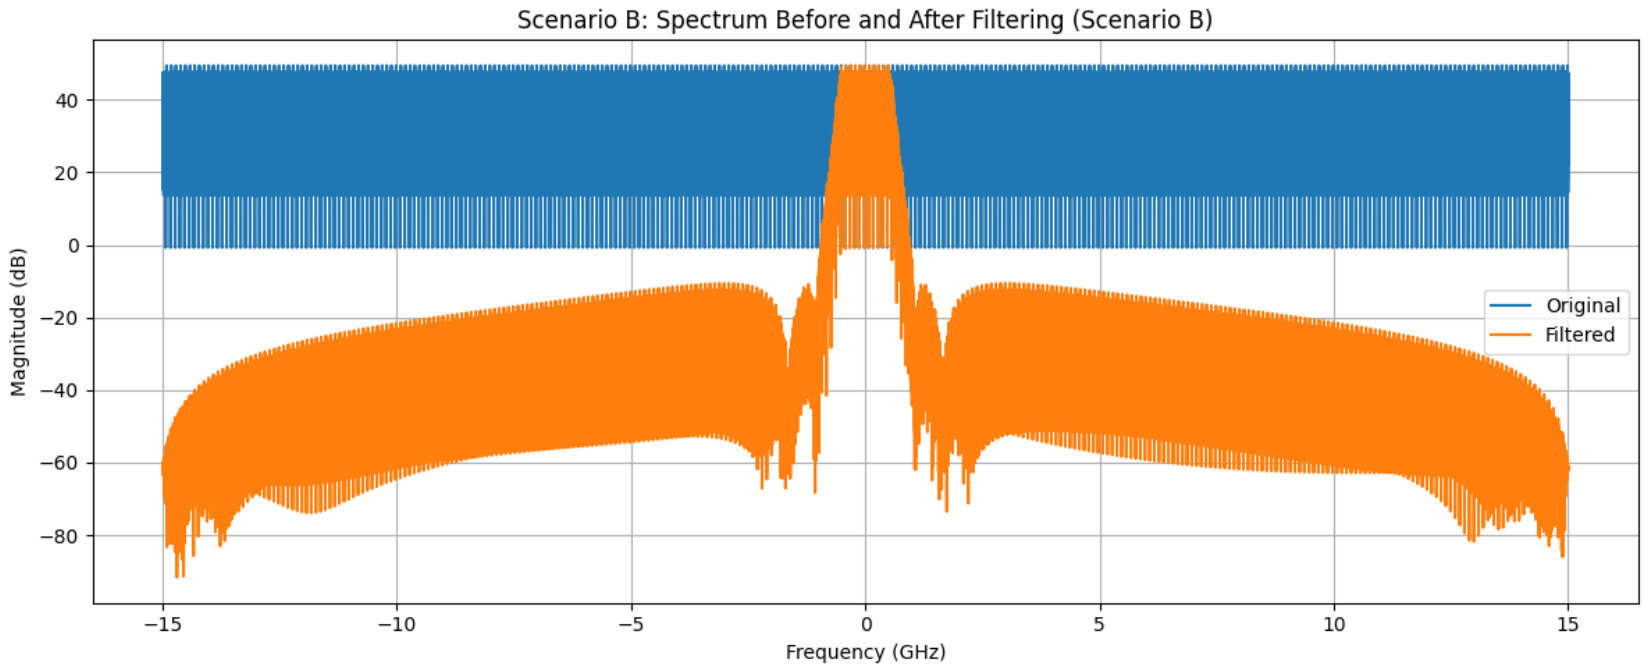 Scenario B: Spectrum Before and After Filtering (Scenario B)
Magnitude (dB)
40
20
0
−20
−40
−60
−80
Original
Filtered
−15
−10
−5
0
5
10
15
Frequency (GHz)